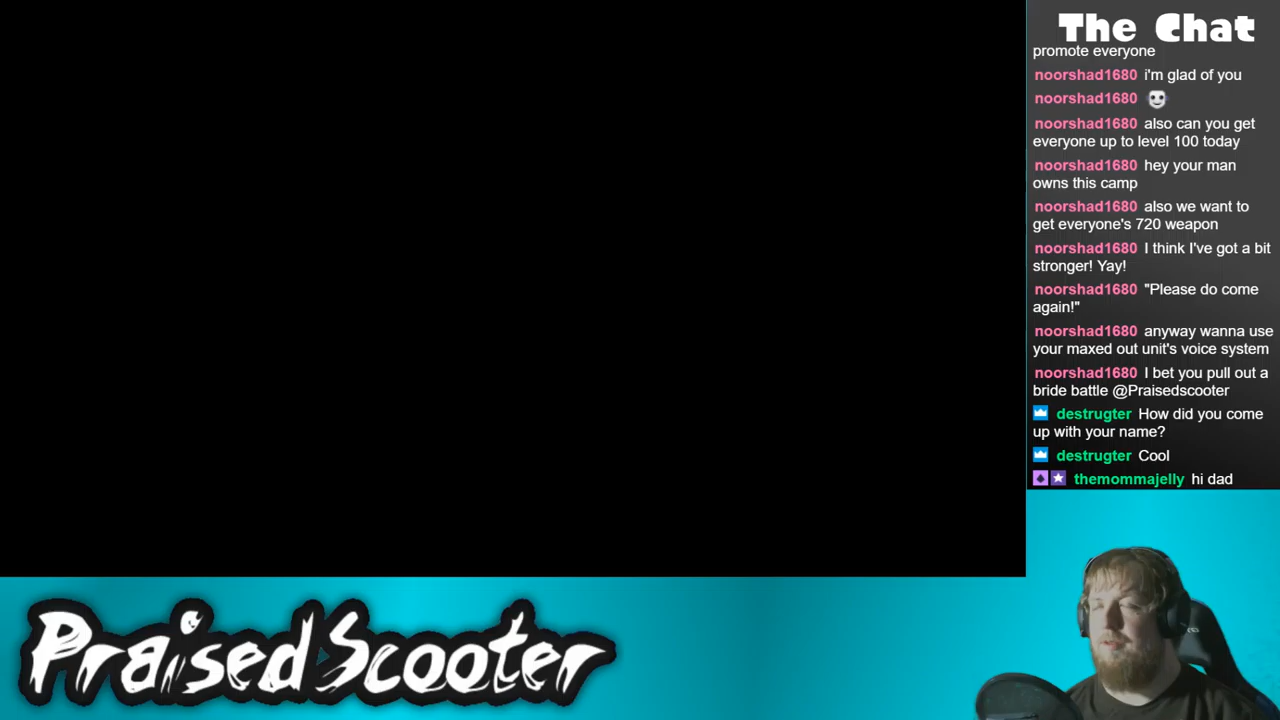 The Chat
promote everyone
noorshad1680 i'm glad of you
noorshad1680
noorshad1680 also can you get
everyone up to level 100 today
noorshad1680 hey your man
owns this camp
noorshad1680 also we want to
get everyone's 720 weapon
noorshad1680 I think I've got a bit
stronger! Yay!
noorshad1680 "Please do come
again!"
noorshad1680 anyway wanna use
your maxed out unit's voice system
noorshad1680 I bet you pull out a
bride battle @Praisedscooter
destrugter How did you come
up with your name?
destrugter Cool
themommajelly hi dad
PraisedScooter